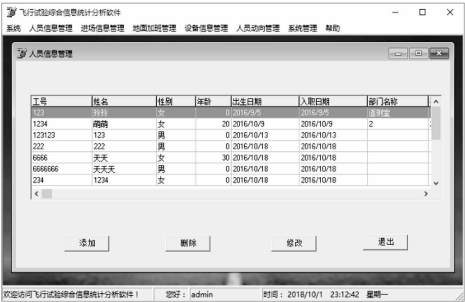 飞行试验综合信息统计分析软件
系统 人员信息管理 进场信息管理 地面加班管理 设备信息管理 人员动向管理 系统管理 帮助
人员信息管理
工号 姓名 性别 年龄 出生日期 入职日期 部门名称
123 玲玲 女 0 2016/9/5 2016/9/5 遥测室
1234 萌萌 女 20 2016/10/9 2016/10/9 2
123123 123 男 0 2016/10/13 2016/10/13
222 222 男 0 2016/10/18 2016/10/18
6666 天天 女 30 2016/10/18 2016/10/18
6666666 天天天 男 0 2016/10/18 2016/10/18
234 1234 女 0 2016/10/18 2016/10/18
添加 删除 修改 退出
欢迎访问飞行试验综合信息统计分析软件！ 您好： admin 时间： 2018/10/1 23:12:42 星期一